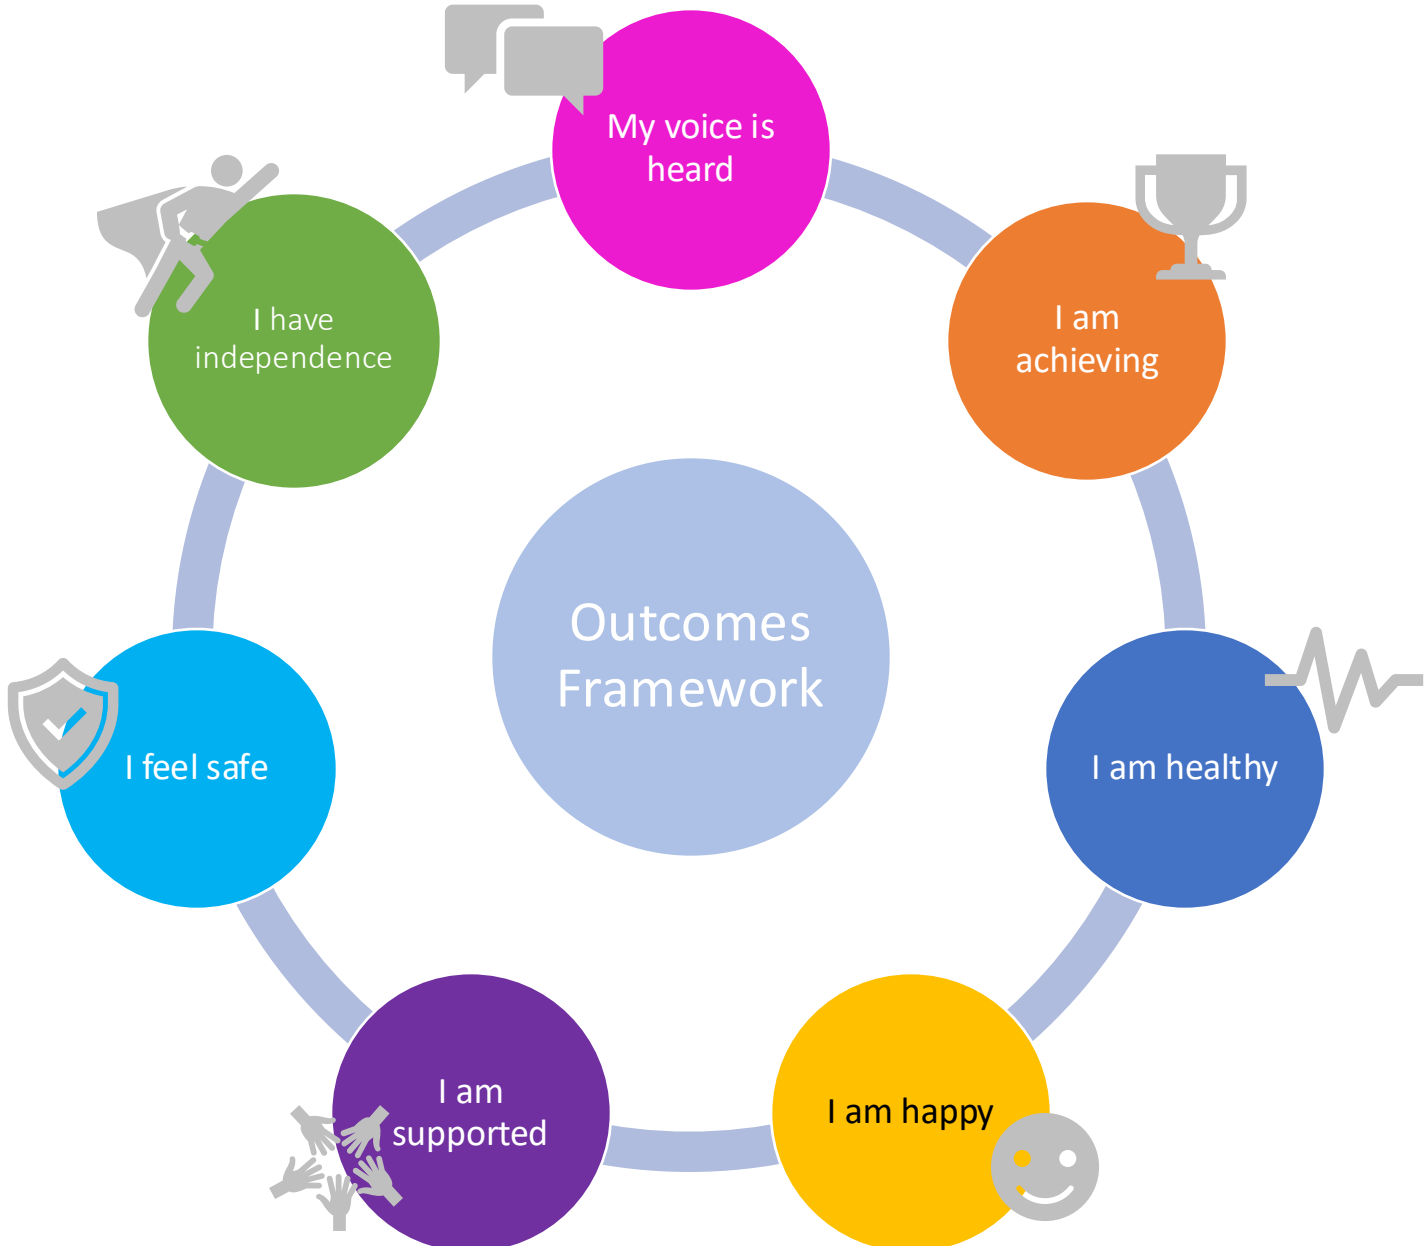 My voice is
heard
I am
achieving
I am healthy
I am happy
I am
supported
I feel safe
I have
independence
Outcomes
Framework